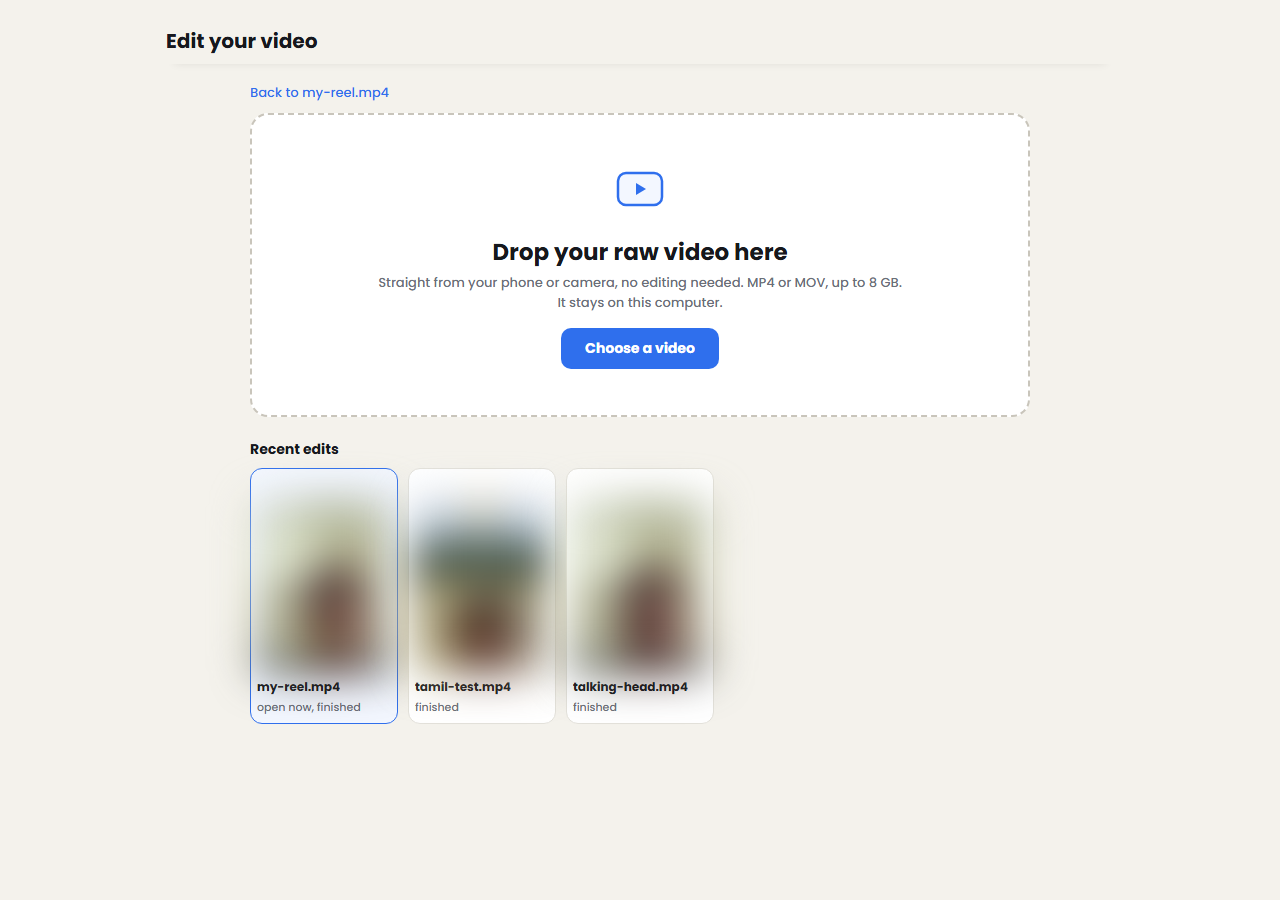 Edit your video
Back to my-reel.mp4
Drop your raw video here
Straight from your phone or camera, no editing needed. MP4 or MOV, up to 8 GB.
It stays on this computer.
Choose a video
Recent edits
my-reel.mp4
open now, finished
tamil-test.mp4
finished
talking-head.mp4
finished